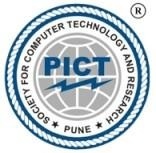 ®
SOCIETY FOR COMPUTER TECHNOLOGY AND RESEARCH
PICT
★ PUNE ★